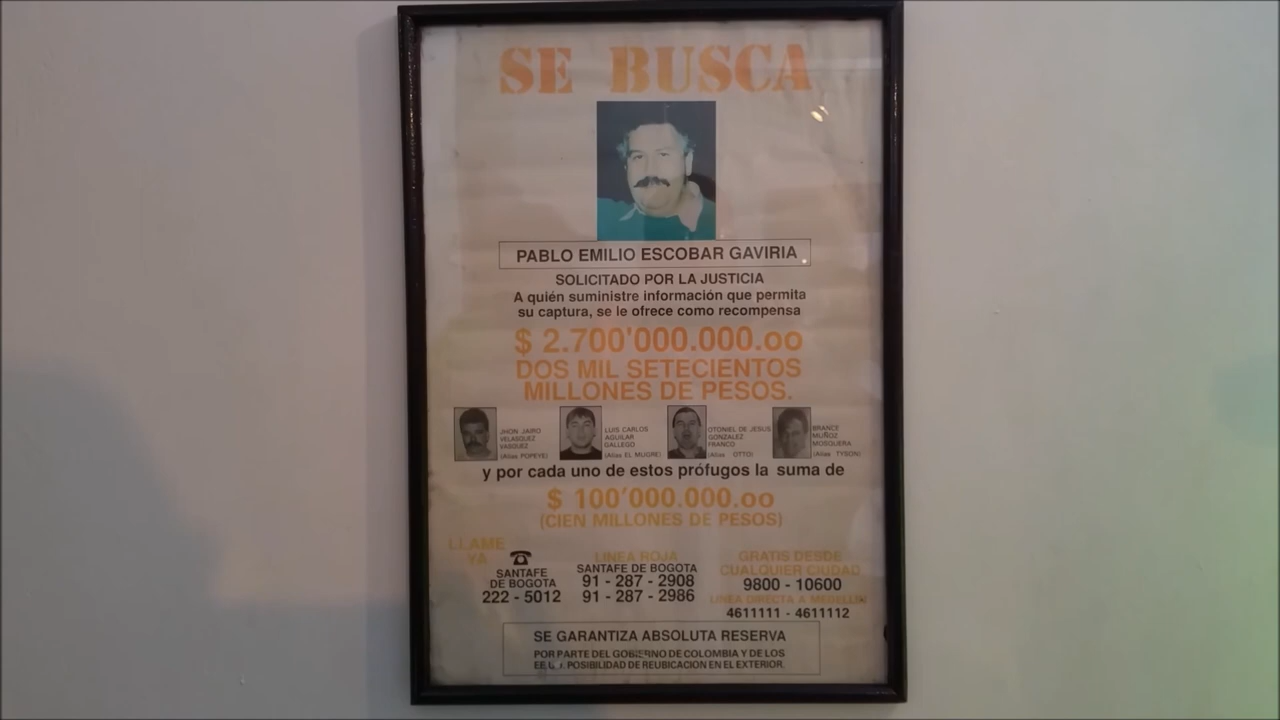 SE BUSCA
PABLO EMILIO ESCOBAR GAVIRIA
SOLICITADO POR LA JUSTICIA
A quién suministre información que permita
su captura, se le ofrece como recompensa
$ 2.700'000.000.oo
DOS MIL SETECIENTOS
MILLONES DE PESOS.
JHON JAIRO
VELASQUEZ
VASQUEZ
(Alias POPEYE)
LUIS CARLOS
AGUILAR
GALLEGO
(Alias EL MUGRE)
OTONIEL DE JESUS
GONZALEZ
FRANCO
(Alias OTTO)
BRANCE
MUÑOZ
MOSQUERA
(Alias TYSON)
y por cada uno de estos prófugos la suma de
$ 100'000.000.oo
(CIEN MILLONES DE PESOS)
LLAME
YA
SANTAFE
DE BOGOTA
222 - 5012
LINEA ROJA
SANTAFE DE BOGOTA
91 - 287 - 2908
91 - 287 - 2986
GRATIS DESDE
CUALQUIER CIUDAD
9800 - 10600
LINEA DIRECTA A MEDELLIN
4611111 - 4611112
SE GARANTIZA ABSOLUTA RESERVA
POR PARTE DEL GOBIERNO DE COLOMBIA Y DE LOS
EE UU. POSIBILIDAD DE REUBICACION EN EL EXTERIOR.